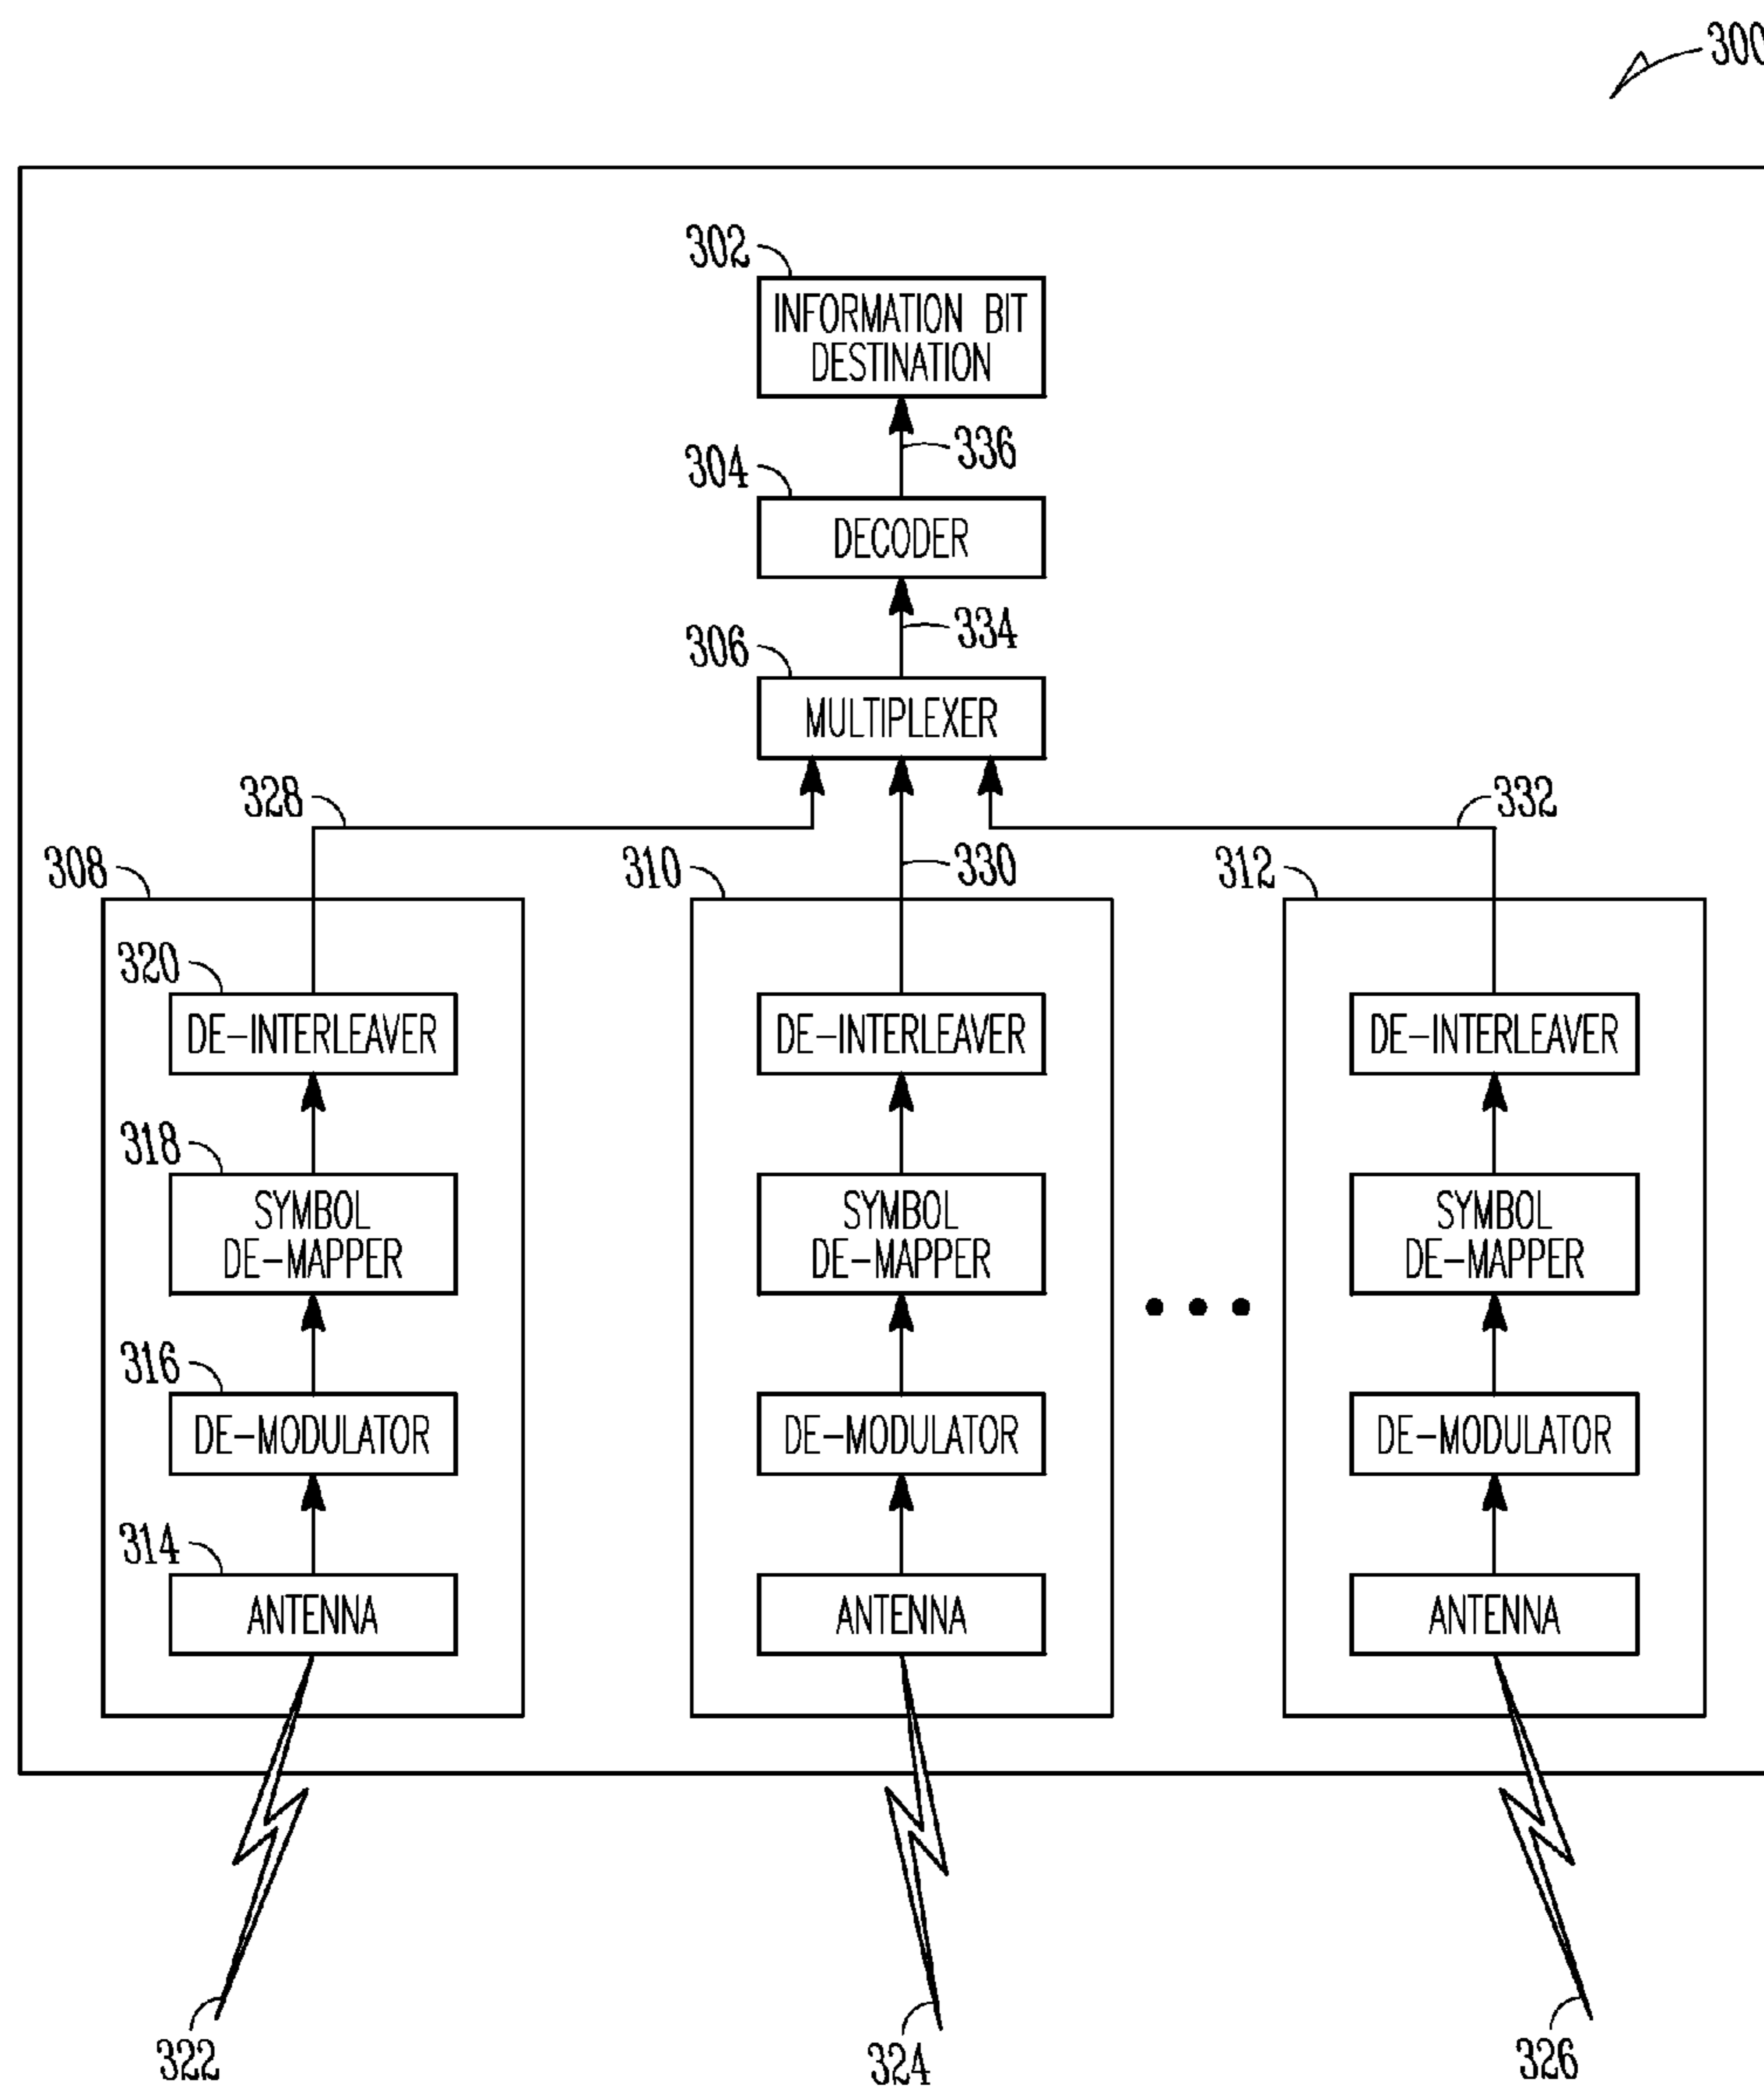 300
302
INFORMATION BIT
DESTINATION
336
304
DECODER
334
306
MULTIPLEXER
328
332
308
310
330
312
320
DE-INTERLEAVER
DE-INTERLEAVER
DE-INTERLEAVER
318
SYMBOL
DE-MAPPER
SYMBOL
DE-MAPPER
SYMBOL
DE-MAPPER
316
DE-MODULATOR
DE-MODULATOR
DE-MODULATOR
314
ANTENNA
ANTENNA
ANTENNA
322
324
326